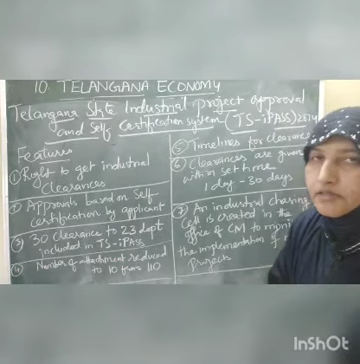 10. TELANGANA ECONOMY
Telangana State Industrial Project approval
and Self Certification system (TS-iPASS) 2014
Features
① Right to get industrial
clearances
② Approvals based on Self
certification by applicant
③ 30 clearance to 23 dept
included in TS-iPASS
④ Number of attachment reduced
to 10 from 110
⑤ Timelines for clearance
⑥ Clearances are given
with in set time
1 day - 30 days
⑦ An industrial chasing
Cell is created in the
office of CM to
the implementation of
Projects
InShOt